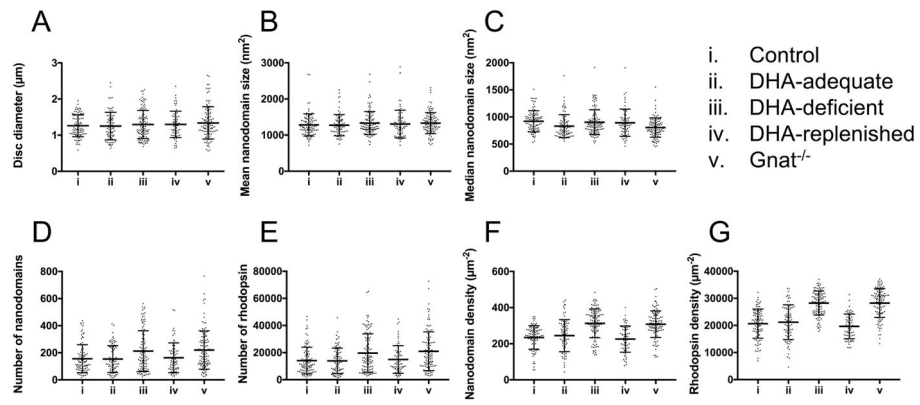 A
Disc diameter (μm)
3
2
1
0
i ii iii iv v
B
Mean nanodomain size (nm²)
3000
2000
1000
0
i ii iii iv v
C
Median nanodomain size (nm²)
2000
1500
1000
500
0
i ii iii iv v
i. Control
ii. DHA-adequate
iii. DHA-deficient
iv. DHA-replenished
v. Gnat⁻/⁻
D
Number of nanodomains
800
600
400
200
0
i ii iii iv v
E
Number of rhodopsin
80000
60000
40000
20000
0
i ii iii iv v
F
Nanodomain density (μm⁻²)
600
400
200
0
i ii iii iv v
G
Rhodopsin density (μm⁻²)
40000
30000
20000
10000
0
i ii iii iv v